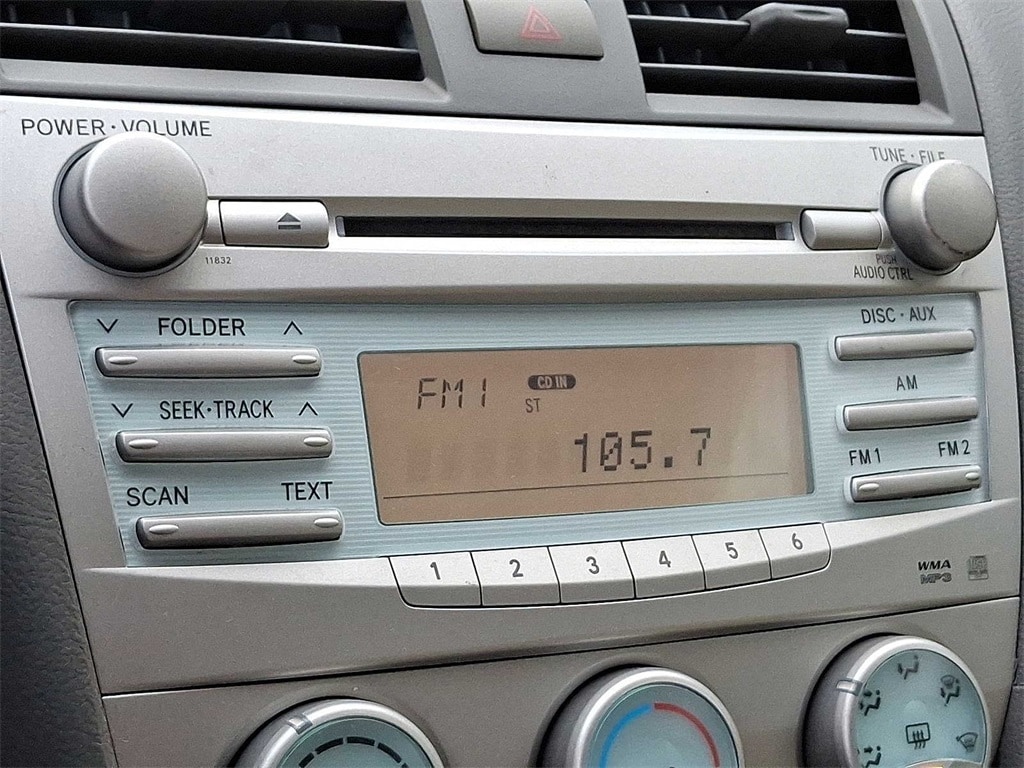 POWER · VOLUME
TUNE · FILE
11832
PUSH
AUDIO CTRL
FOLDER
DISC · AUX
FM1
CD IN
ST
AM
SEEK · TRACK
105.7
FM1
FM2
SCAN
TEXT
1
2
3
4
5
6
WMA
MP3